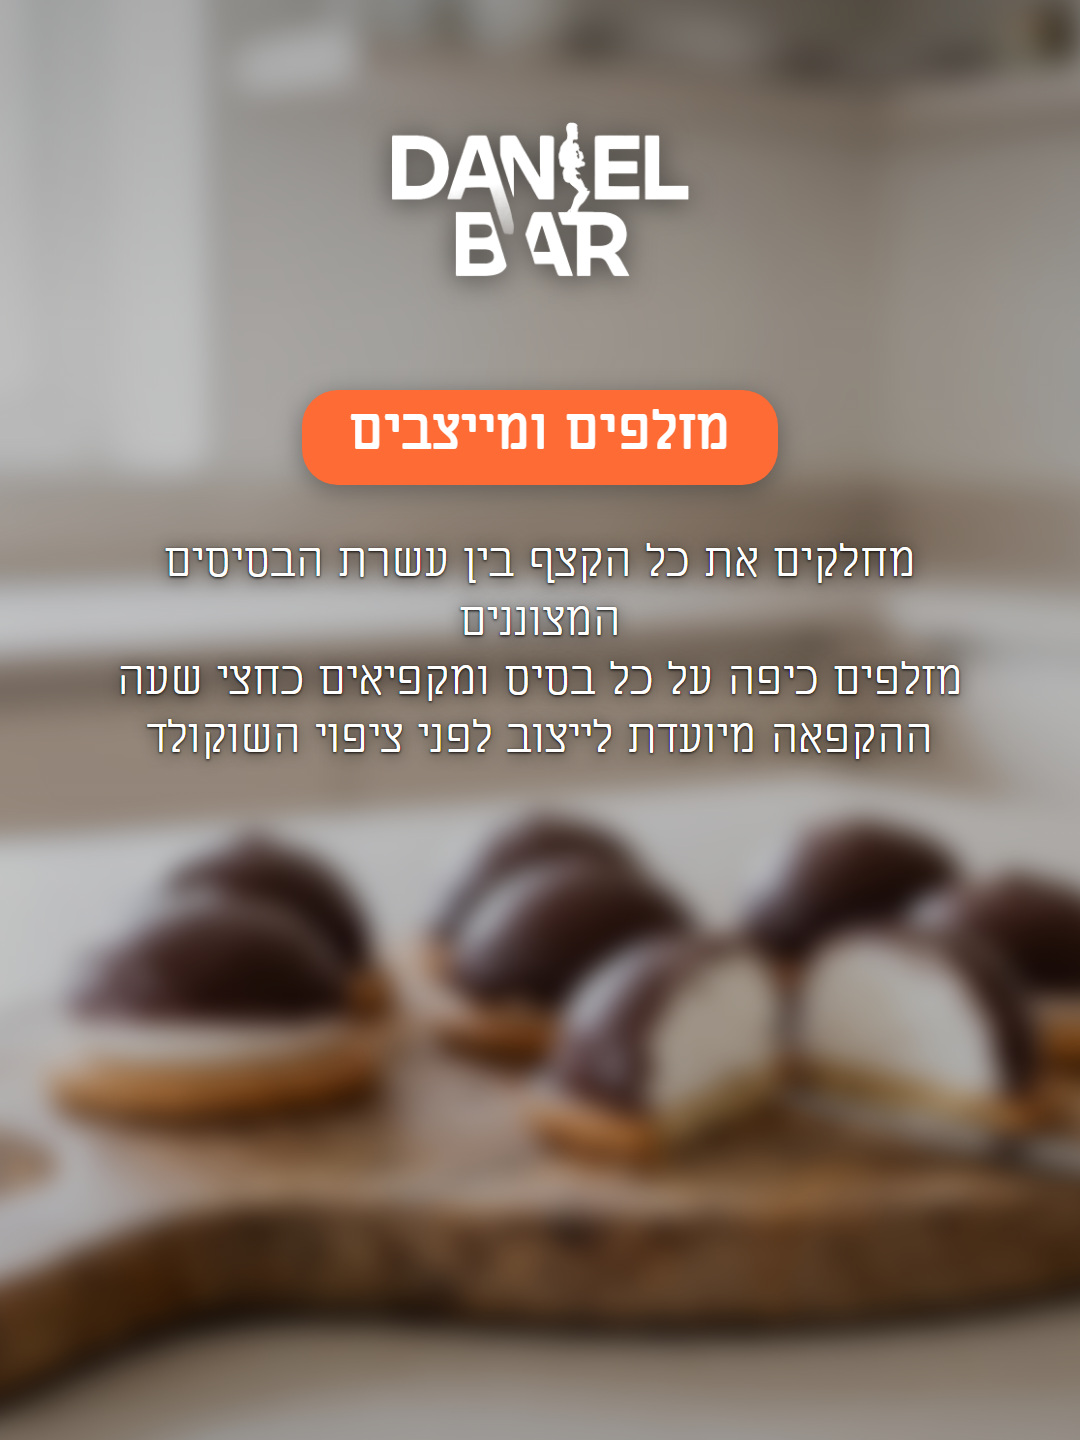 DANIEL
BAR
מזלפים ומייצבים
מחלקים את כל הקצף בין עשרת הבסיסים
המצוננים
מזלפים כיפה על כל בסיס ומקפיאים כחצי שעה
ההקפאה מיועדת לייצוב לפני ציפוי השוקולד